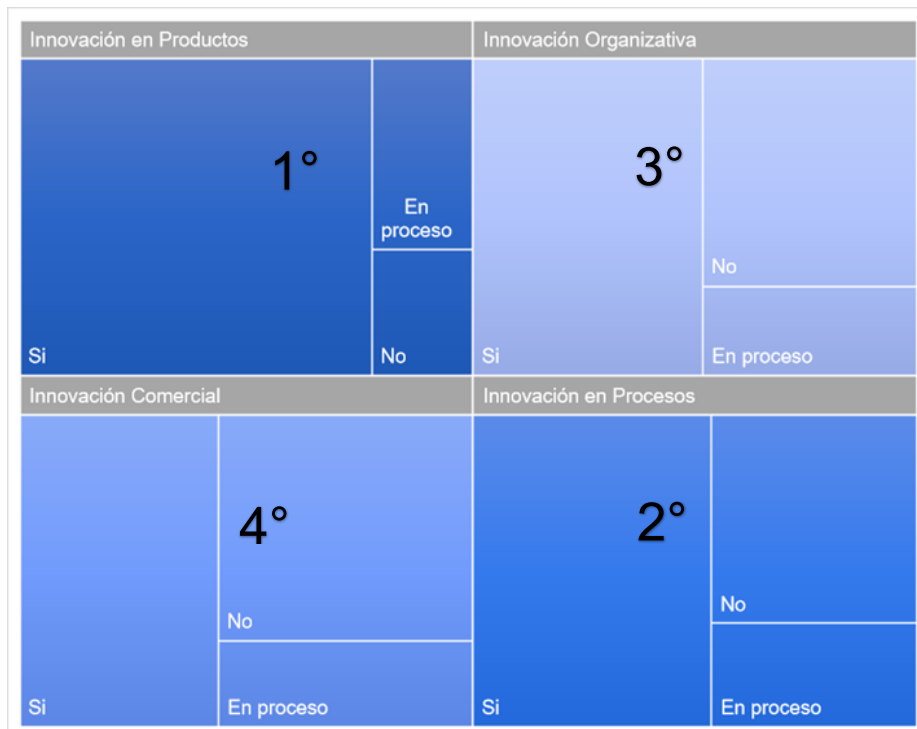 Innovación en Productos
1°
En
proceso
Si
No
Innovación Organizativa
3°
No
Si
En proceso
Innovación Comercial
4°
No
Si
En proceso
Innovación en Procesos
2°
No
Si
En proceso